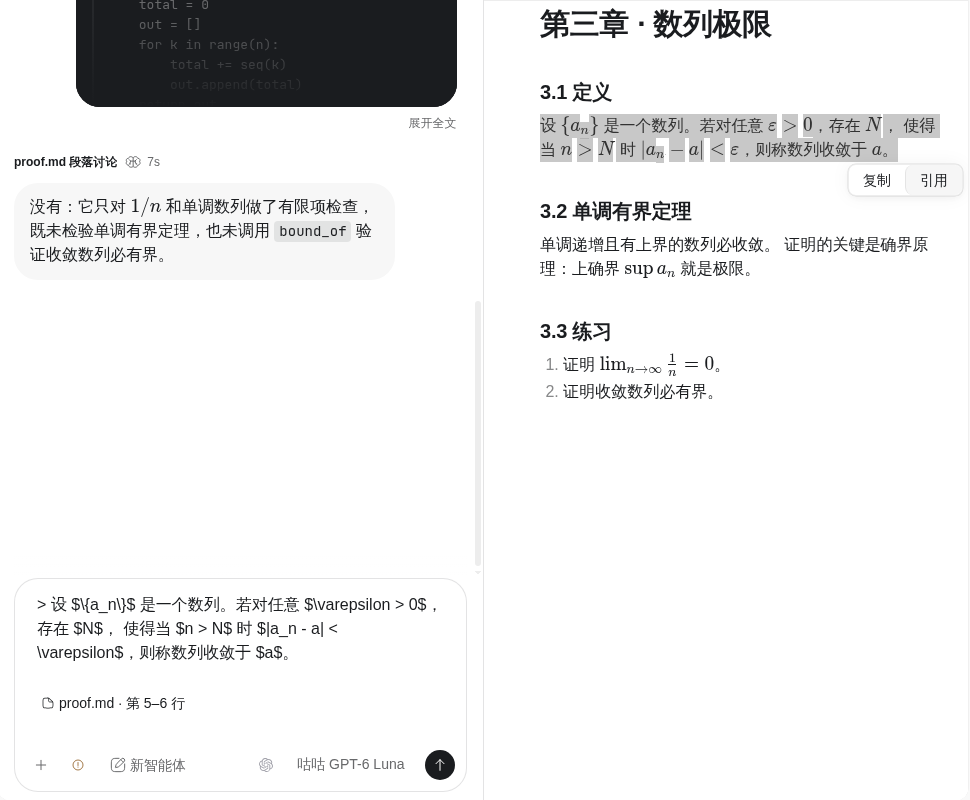 total = 0
out = []
for k in range(n):
total += seq(k)
out.append(total)
展开全文
proof.md 段落讨论 7s
没有：它只对 1/n 和单调数列做了有限项检查，
既未检验单调有界定理，也未调用 bound_of 验
证收敛数列必有界。
> 设 $\{a_n\}$ 是一个数列。若对任意 $\varepsilon > 0$，
存在 $N$， 使得当 $n > N$ 时 $|a_n - a| <
\varepsilon$，则称数列收敛于 $a$。
proof.md · 第 5–6 行
新智能体
咕咕 GPT-6 Luna
第三章 · 数列极限
3.1 定义
设 {aₙ} 是一个数列。若对任意 ε > 0，存在 N， 使得
当 n > N 时 |aₙ − a| < ε，则称数列收敛于 a。
复制 引用
3.2 单调有界定理
单调递增且有上界的数列必收敛。 证明的关键是确界原
理：上确界 sup aₙ 就是极限。
3.3 练习
1. 证明 limₙ→∞ 1/n = 0。
2. 证明收敛数列必有界。